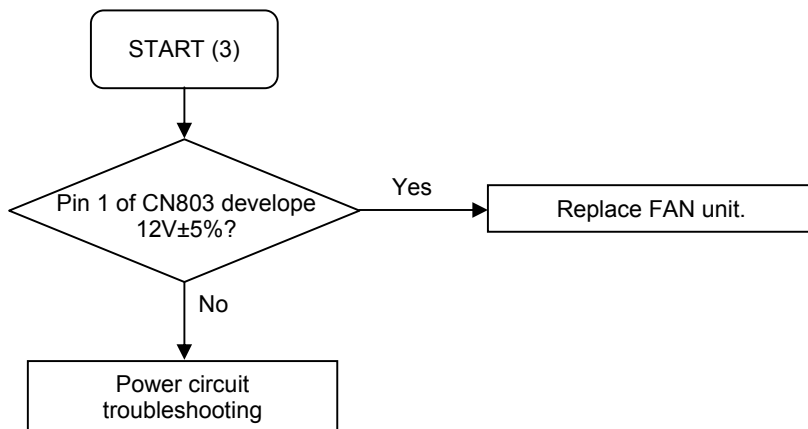 START (3)
Pin 1 of CN803 develope
12V±5%?
Yes
Replace FAN unit.
No
Power circuit
troubleshooting